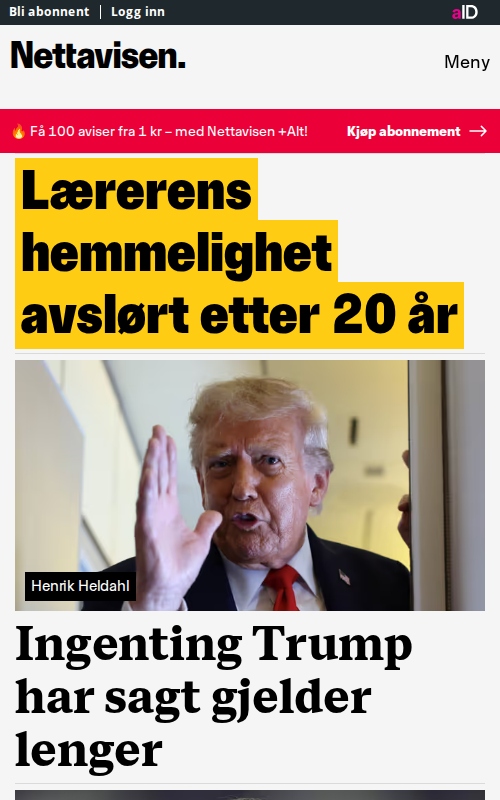 Bli abonnent | Logg inn
aID
Nettavisen.
Meny
🔥 Få 100 aviser fra 1 kr – med Nettavisen +Alt!
Kjøp abonnement →
Lærerens
hemmelighet
avslørt etter 20 år
Henrik Heldahl
Ingenting Trump
har sagt gjelder
lenger